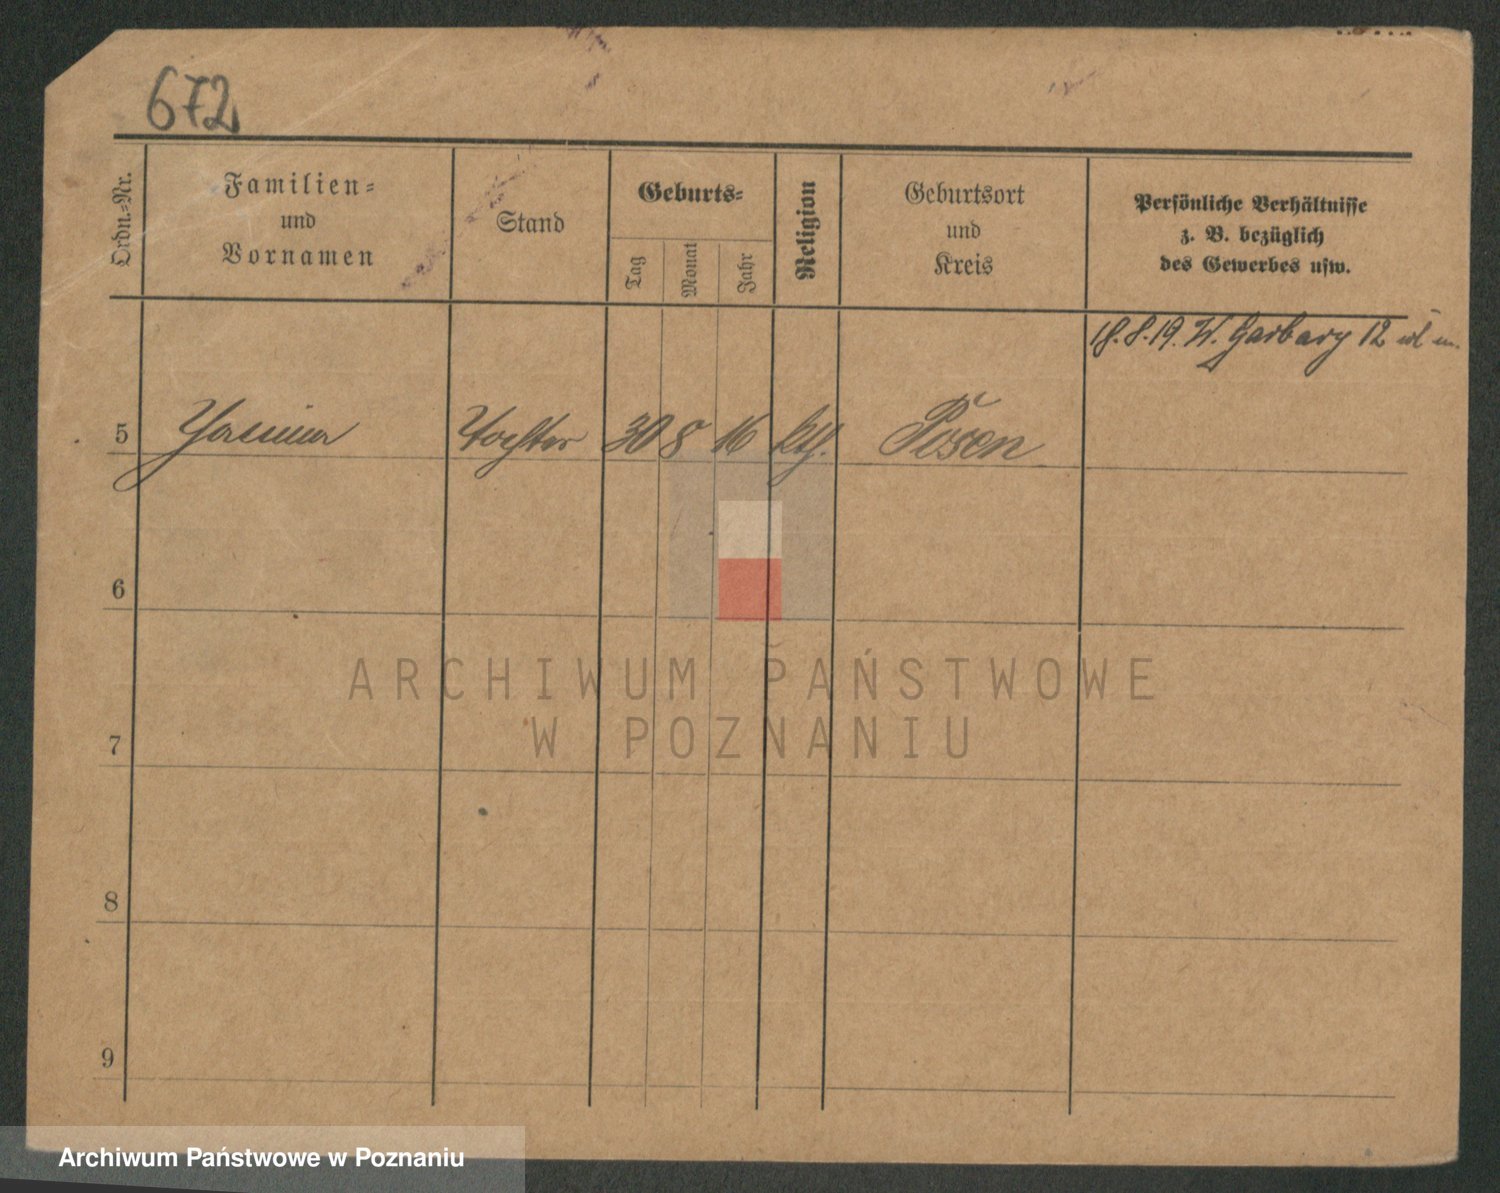 672
Ordn.-Nr.
Familien-
und
Vornamen
Stand
Geburts-
Tag
Monat
Jahr
Religion
Geburtsort
und
Kreis
Persönliche Verhältnisse
z. B. bezüglich
des Gewerbes usw.
18.8.19. W. Garbary 12
5 Tochter 30 8 16 kth. Posen
6
7
8
9
ARCHIWUM PAŃSTWOWE
W POZNANIU
Archiwum Państwowe w Poznaniu